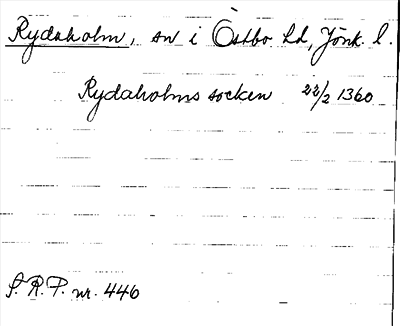 Rydaholm, sn i Östbo hd, Jönk. l.
Rydaholms socken 22/2 1360
S. R. P. nr. 446